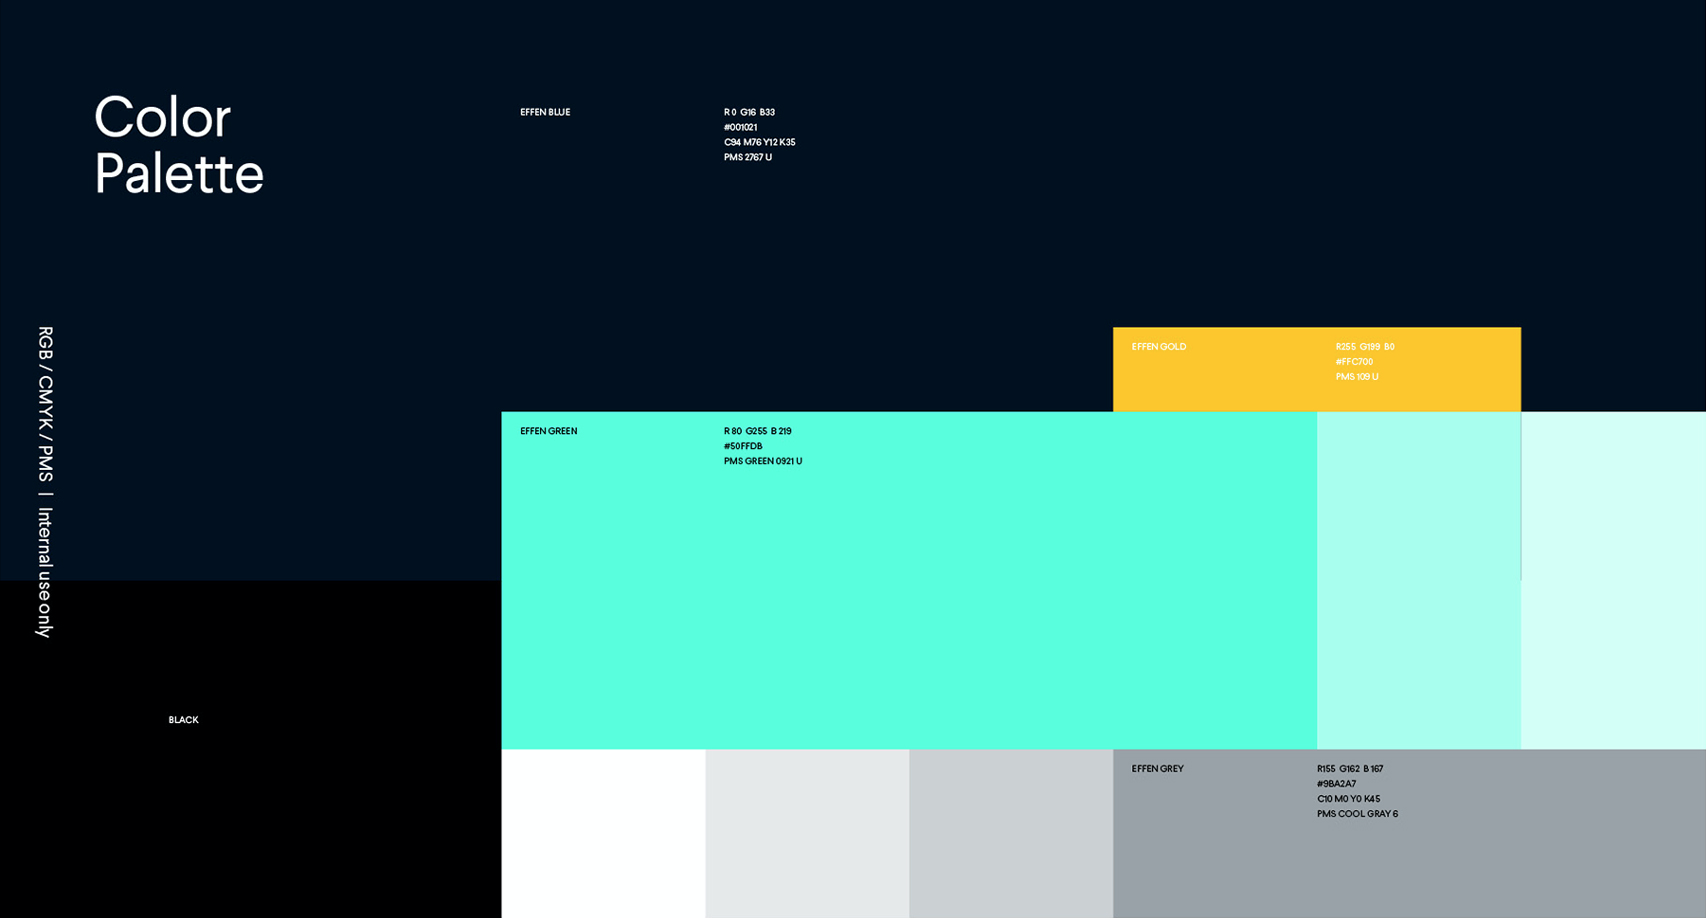 Color
Palette
EFFEN BLUE
R 0 G16 B33
#001021
C94 M76 Y12 K35
PMS 2767 U
RGB / CMYK / PMS | Internal use only
EFFEN GOLD
R255 G199 B0
#FFC700
PMS 109 U
EFFEN GREEN
R 80 G255 B 219
#50FFDB
PMS GREEN 0921 U
BLACK
EFFEN GREY
R155 G162 B 167
#9BA2A7
C10 M0 Y0 K45
PMS COOL GRAY 6